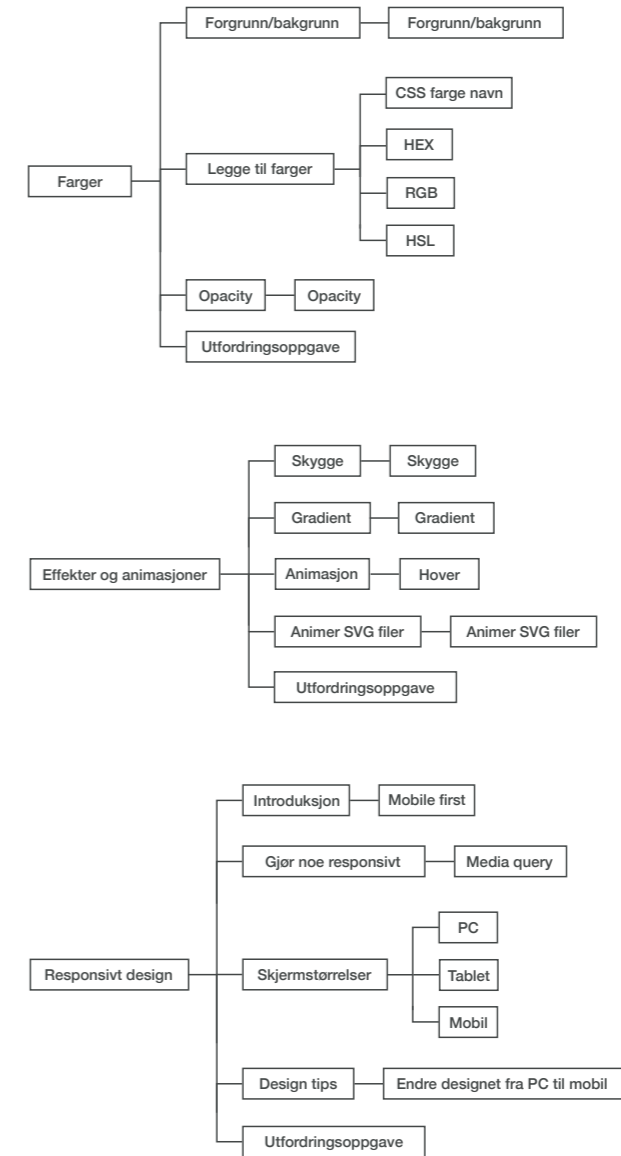 Forgrunn/bakgrunn
Forgrunn/bakgrunn
CSS farge navn
HEX
Legge til farger
Farger
RGB
HSL
Opacity
Opacity
Utfordringsoppgave
Skygge
Skygge
Gradient
Gradient
Effekter og animasjoner
Animasjon
Hover
Animer SVG filer
Animer SVG filer
Utfordringsoppgave
Introduksjon
Mobile first
Gjør noe responsivt
Media query
PC
Responsivt design
Skjermstørrelser
Tablet
Mobil
Design tips
Endre designet fra PC til mobil
Utfordringsoppgave